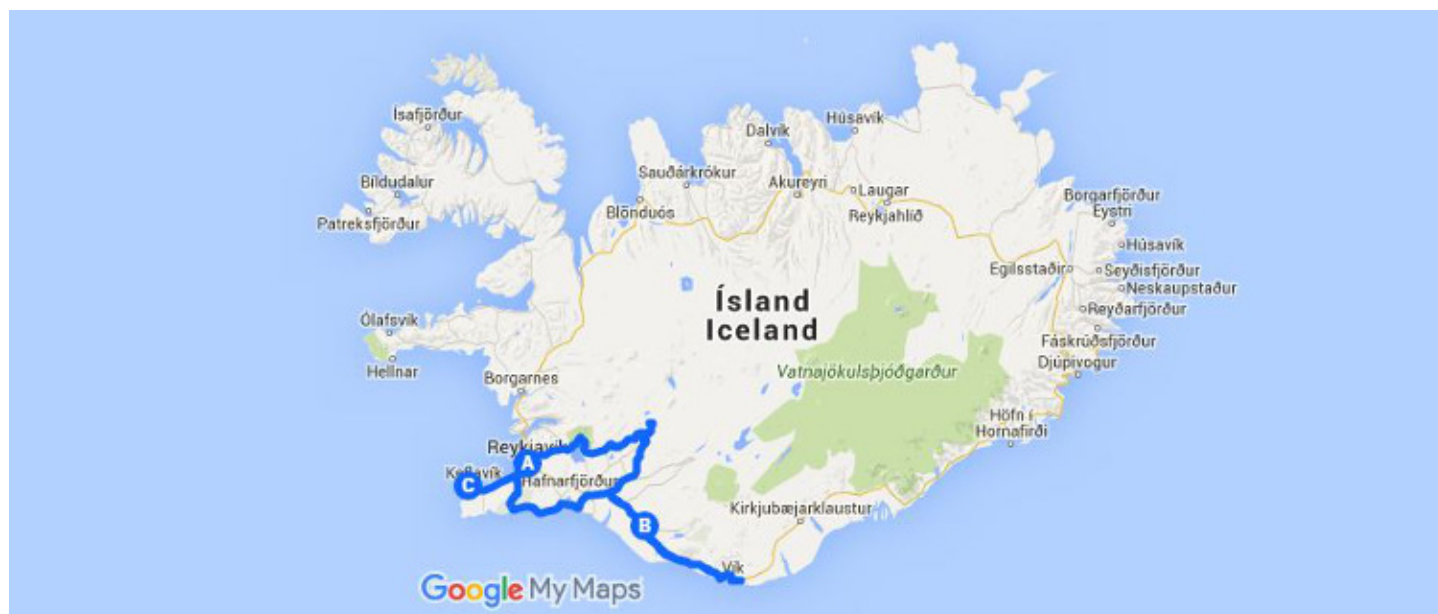 Ísafjörður
Bíldudalur
Patreksfjörður
Ólafsvík
Hellnar
Borgarnes
Reykjavík
Keflavík
A
C
Hafnarfjörður
B
Vík
Kirkjubæjarklaustur
Blönduós
Sauðárkrókur
Dalvík
Akureyri
Húsavík
Laugar
Reykjahlíð
Ísland
Iceland
Vatnajökulsþjóðgarður
Borgarfjörður
Eystri
Húsavík
Egilsstaðir
Seyðisfjörður
Neskaupstaður
Reyðarfjörður
Fáskrúðsfjörður
Djúpivogur
Höfn í
Hornafirði
Google My Maps